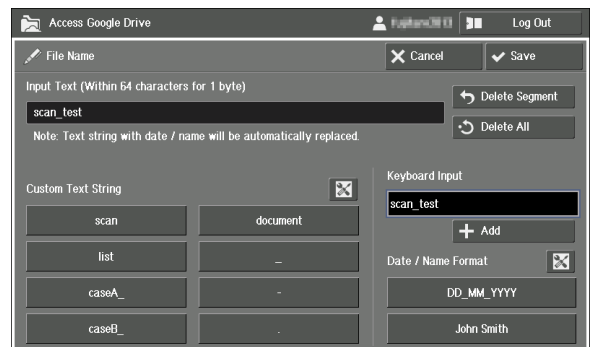 Access Google Drive
Log Out
File Name
Cancel
Save
Input Text (Within 64 characters for 1 byte)
scan_test
Delete Segment
Delete All
Note: Text string with date / name will be automatically replaced.
Custom Text String
Keyboard Input
scan_test
Add
scan
document
list
_
caseA_
-
caseB_
.
Date / Name Format
DD_MM_YYYY
John Smith